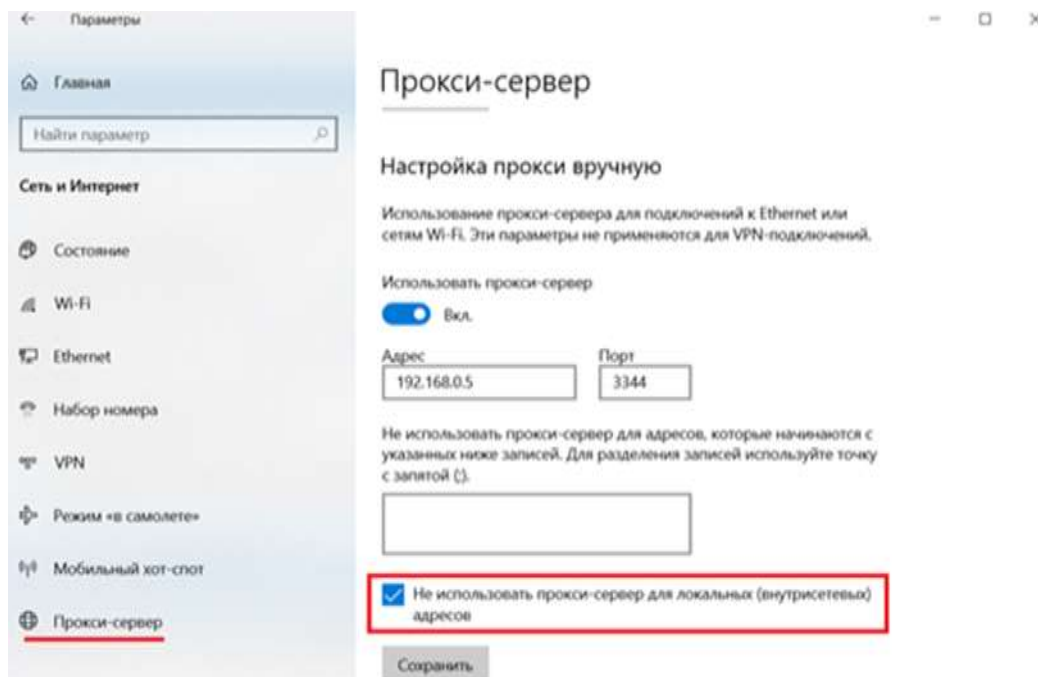 Параметры
Главная
Найти параметр
Сеть и Интернет
Состояние
Wi-Fi
Ethernet
Набор номера
VPN
Режим «в самолете»
Мобильный хот-спот
Прокси-сервер
Прокси-сервер
Настройка прокси вручную
Использование прокси-сервера для подключений к Ethernet или
сетям Wi-Fi. Эти параметры не применяются для VPN-подключений.
Использовать прокси-сервер
Вкл.
Адрес Порт
192.168.0.5 3344
Не использовать прокси-сервер для адресов, которые начинаются с
указанных ниже записей. Для разделения записей используйте точку
с запятой (;).
Не использовать прокси-сервер для локальных (внутрисетевых)
адресов
Сохранить